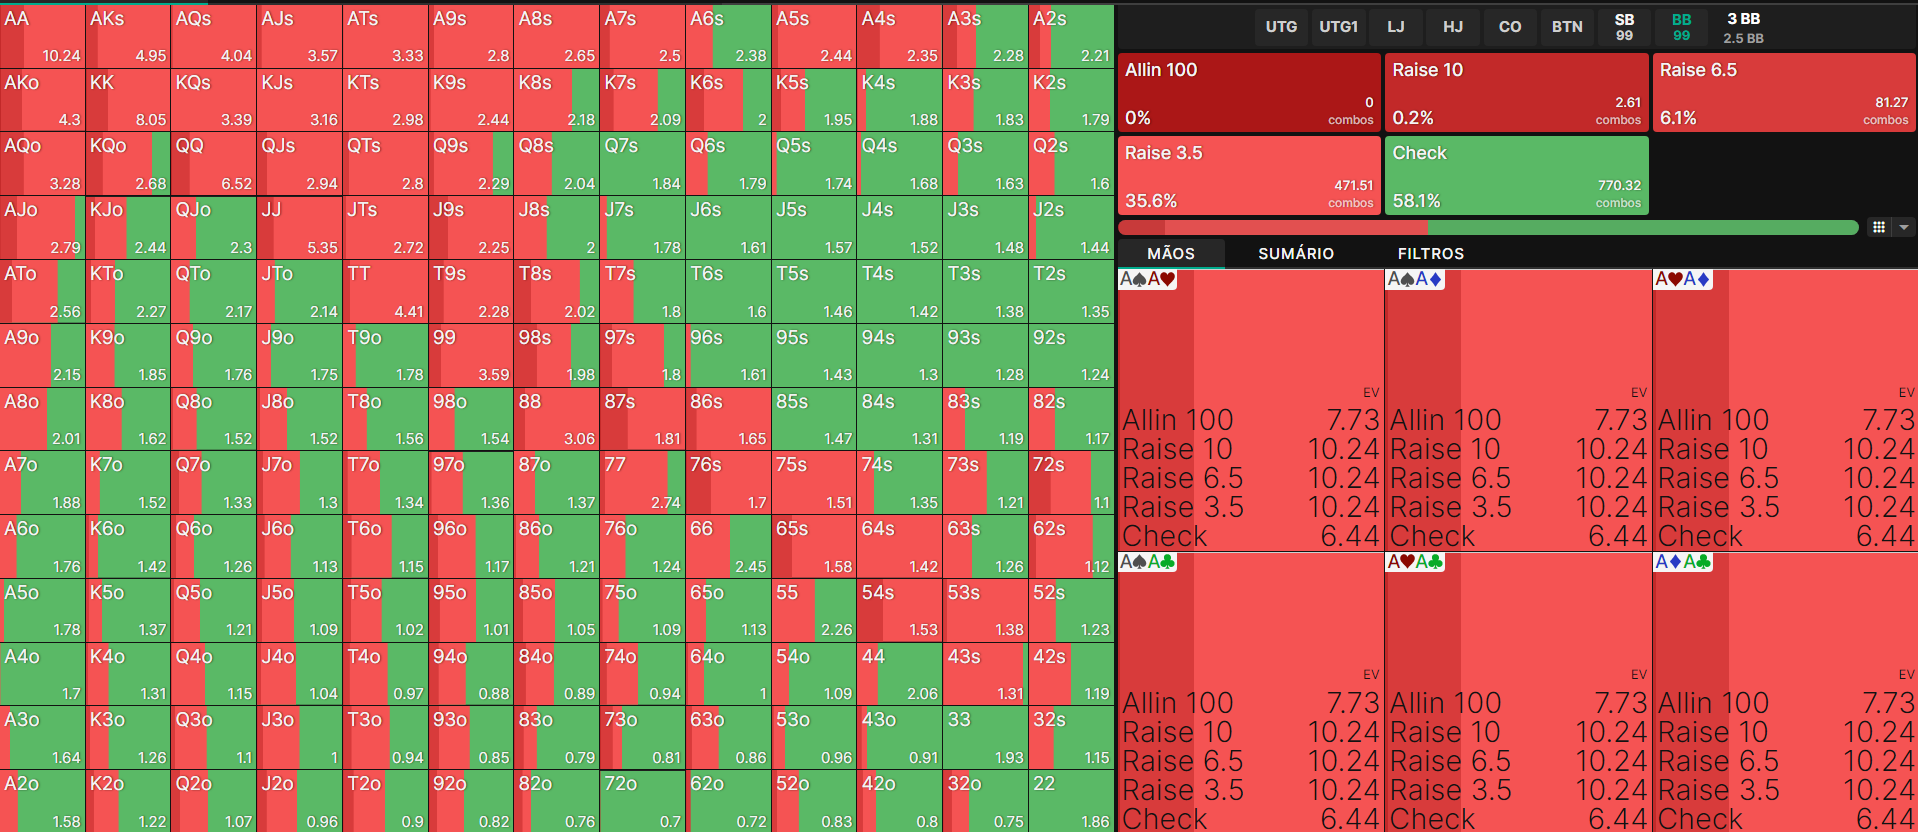 AA AKs AQs AJs ATs A9s A8s A7s A6s A5s A4s A3s A2s
10.24 4.95 4.04 3.57 3.33 2.8 2.65 2.5 2.38 2.44 2.35 2.28 2.21
AKo KK KQs KJs KTs K9s K8s K7s K6s K5s K4s K3s K2s
4.3 8.05 3.39 3.16 2.98 2.44 2.18 2.09 2 1.95 1.88 1.83 1.79
AQo KQo QQ QJs QTs Q9s Q8s Q7s Q6s Q5s Q4s Q3s Q2s
3.28 2.68 6.52 2.94 2.8 2.29 2.04 1.84 1.79 1.74 1.68 1.63 1.6
AJo KJo QJo JJ JTs J9s J8s J7s J6s J5s J4s J3s J2s
2.79 2.44 2.3 5.35 2.72 2.25 2 1.78 1.61 1.57 1.52 1.48 1.44
ATo KTo QTo JTo TT T9s T8s T7s T6s T5s T4s T3s T2s
2.56 2.27 2.17 2.14 4.41 2.28 2.02 1.8 1.6 1.46 1.42 1.38 1.35
A9o K9o Q9o J9o T9o 99 98s 97s 96s 95s 94s 93s 92s
2.15 1.85 1.76 1.75 1.78 3.59 1.98 1.8 1.61 1.43 1.3 1.28 1.24
A8o K8o Q8o J8o T8o 98o 88 87s 86s 85s 84s 83s 82s
2.01 1.62 1.52 1.52 1.56 1.54 3.06 1.81 1.65 1.47 1.31 1.19 1.17
A7o K7o Q7o J7o T7o 97o 87o 77 76s 75s 74s 73s 72s
1.88 1.52 1.33 1.3 1.34 1.36 1.37 2.74 1.7 1.51 1.35 1.21 1.1
A6o K6o Q6o J6o T6o 96o 86o 76o 66 65s 64s 63s 62s
1.76 1.42 1.26 1.13 1.15 1.17 1.21 1.24 2.45 1.58 1.42 1.26 1.12
A5o K5o Q5o J5o T5o 95o 85o 75o 65o 55 54s 53s 52s
1.78 1.37 1.21 1.09 1.02 1.01 1.05 1.09 1.13 2.26 1.53 1.38 1.23
A4o K4o Q4o J4o T4o 94o 84o 74o 64o 54o 44 43s 42s
1.7 1.31 1.15 1.04 0.97 0.88 0.89 0.94 1 1.09 2.06 1.31 1.19
A3o K3o Q3o J3o T3o 93o 83o 73o 63o 53o 43o 33 32s
1.64 1.26 1.1 1 0.94 0.85 0.79 0.81 0.86 0.96 0.91 1.93 1.15
A2o K2o Q2o J2o T2o 92o 82o 72o 62o 52o 42o 32o 22
1.58 1.22 1.07 0.96 0.9 0.82 0.76 0.7 0.72 0.83 0.8 0.75 1.86
UTG UTG1 LJ HJ CO BTN SB BB 3 BB
99 99 2.5 BB
Allin 100 Raise 10 Raise 6.5
0 2.61 81.27
0% combos 0.2% combos 6.1% combos
Raise 3.5 Check
471.51 770.32
35.6% combos 58.1% combos
MÃOS SUMÁRIO FILTROS
A♠A♥ A♠A♦ A♥A♦
EV EV EV
Allin 100 7.73 Allin 100 7.73 Allin 100 7.73
Raise 10 10.24 Raise 10 10.24 Raise 10 10.24
Raise 6.5 10.24 Raise 6.5 10.24 Raise 6.5 10.24
Raise 3.5 10.24 Raise 3.5 10.24 Raise 3.5 10.24
Check 6.44 Check 6.44 Check 6.44
A♠A♣ A♥A♣ A♦A♣
EV EV EV
Allin 100 7.73 Allin 100 7.73 Allin 100 7.73
Raise 10 10.24 Raise 10 10.24 Raise 10 10.24
Raise 6.5 10.24 Raise 6.5 10.24 Raise 6.5 10.24
Raise 3.5 10.24 Raise 3.5 10.24 Raise 3.5 10.24
Check 6.44 Check 6.44 Check 6.44